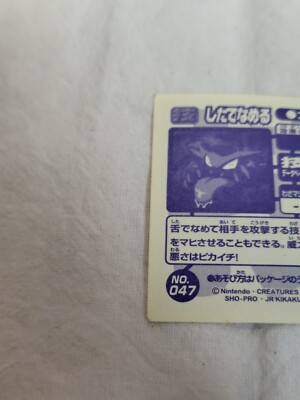 技 したでなめる
技
わざマシ
舌でなめて相手を攻撃する技
をマヒさせることもできる。威力
悪さはピカイチ!
●あそび方はパッケージの
NO.
047
© Nintendo・CREATURES
SHO-PRO・JR KIKAKU